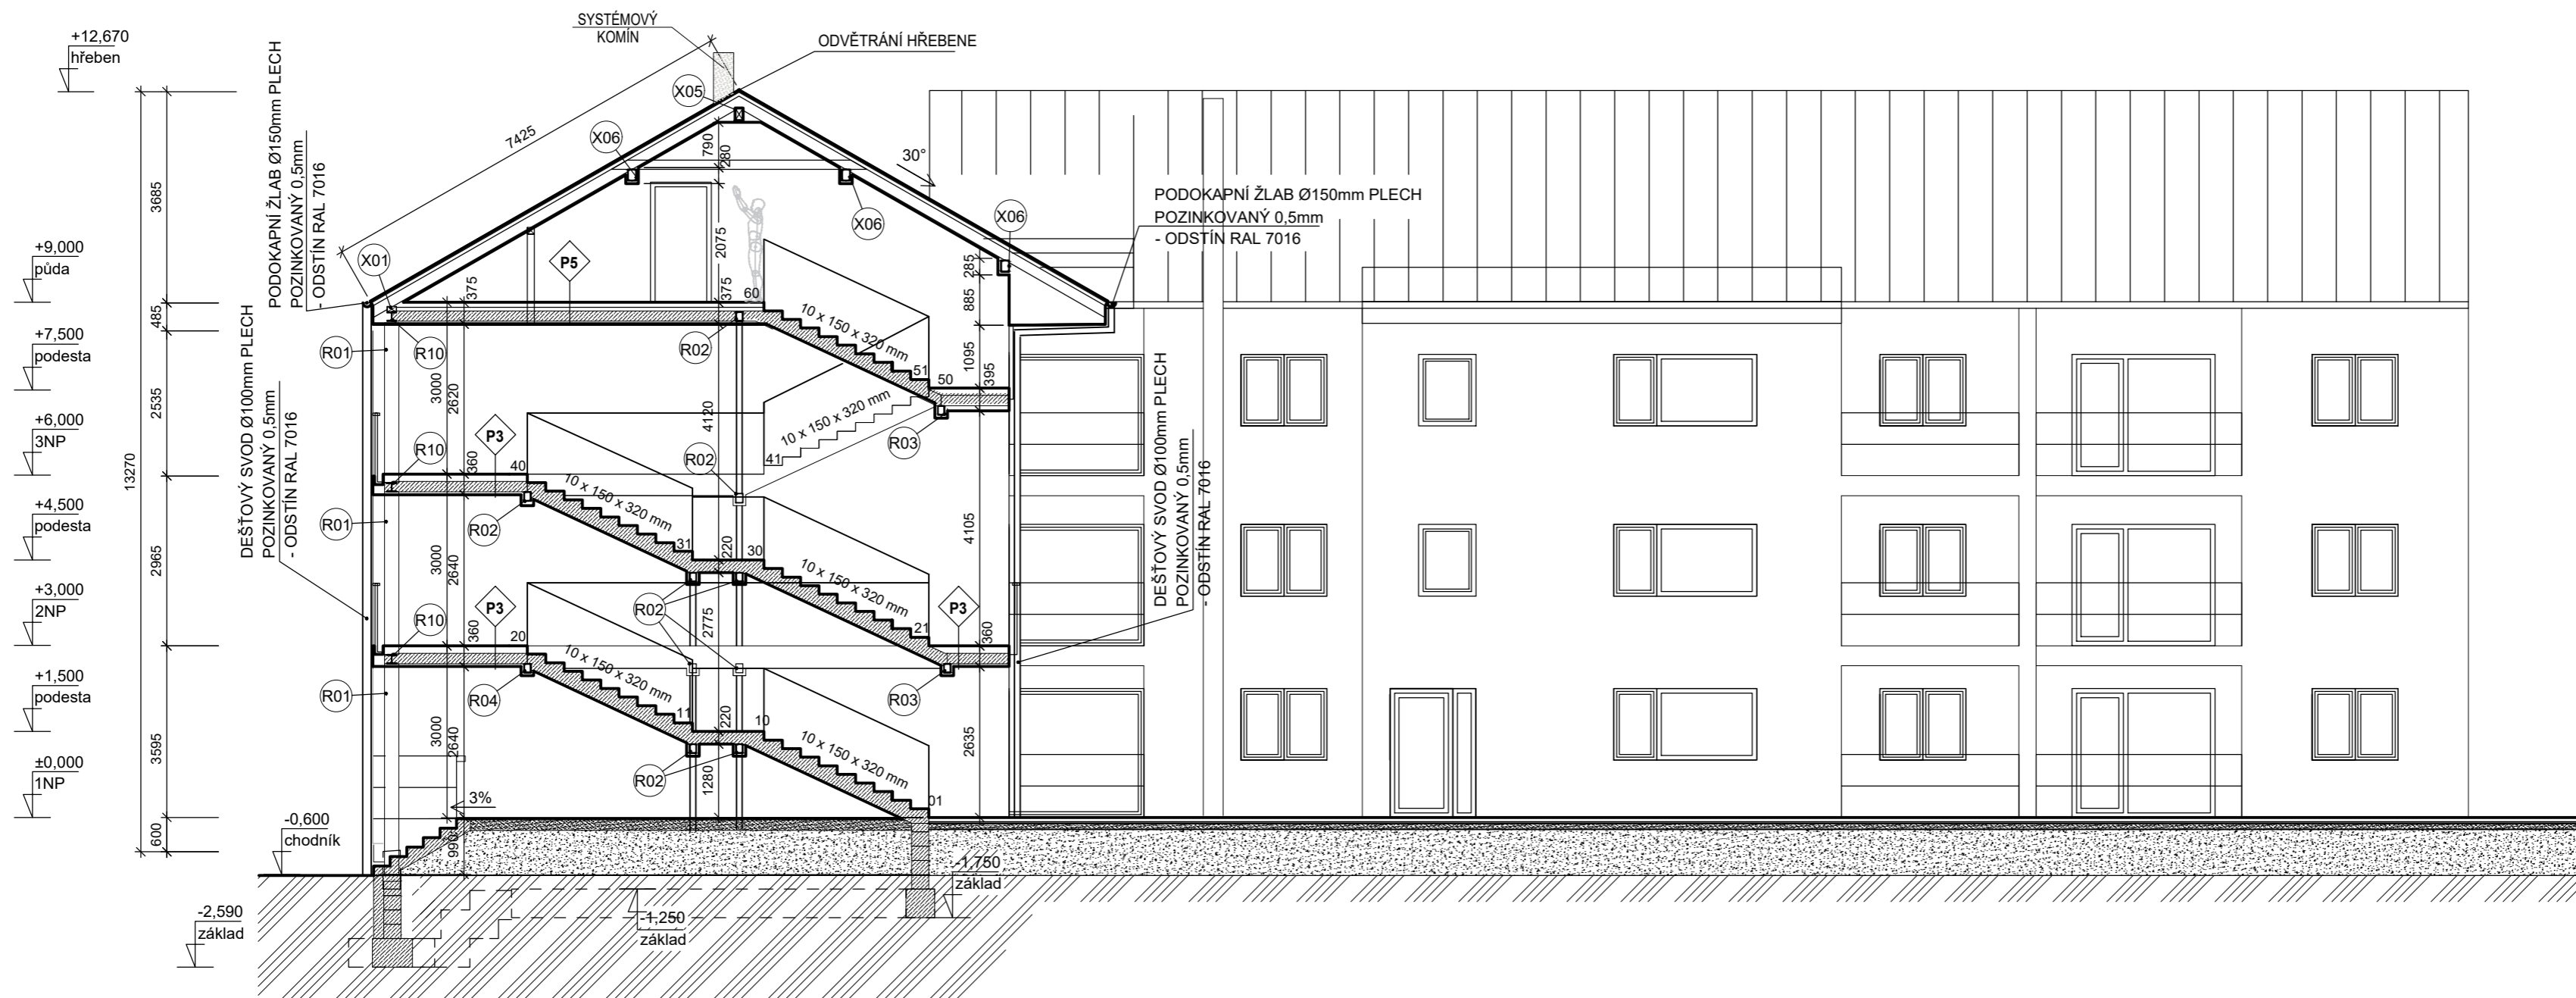 SYSTÉMOVÝ
KOMÍN
ODVĚTRÁNÍ HŘEBENE
+12,670
hřeben
+9,000
půda
+7,500
podesta
+6,000
3NP
+4,500
podesta
+3,000
2NP
+1,500
podesta
±0,000
1NP
-0,600
chodník
-2,590
základ
13270
3685
485
2535
2965
3595
600
PODOKAPNÍ ŽLAB Ø150mm PLECH
POZINKOVANÝ 0,5mm
- ODSTÍN RAL 7016
DEŠŤOVÝ SVOD Ø100mm PLECH
POZINKOVANÝ 0,5mm
- ODSTÍN RAL 7016
7425
X05
X06
X06
X06
X01
30°
790
280
2075
375
375
60
P5
PODOKAPNÍ ŽLAB Ø150mm PLECH
POZINKOVANÝ 0,5mm
- ODSTÍN RAL 7016
285
885
1095
395
R01
R10
R02
10 x 150 x 320 mm
51
50
3000
2620
4120
10 x 150 x 320 mm
41
R03
P3
R10
360
40
R02
10 x 150 x 320 mm
R01
R02
31
220
30
4105
3000
2640
10 x 150 x 320 mm
DEŠŤOVÝ SVOD Ø100mm PLECH
POZINKOVANÝ 0,5mm
- ODSTÍN RAL 7016
P3
R10
360
20
R02
2775
21
P3
360
10 x 150 x 320 mm
R01
R04
R03
11
220
10
3000
2640
10 x 150 x 320 mm
2635
R02
1280
01
3%
990
-1,750
základ
-1,250
základ